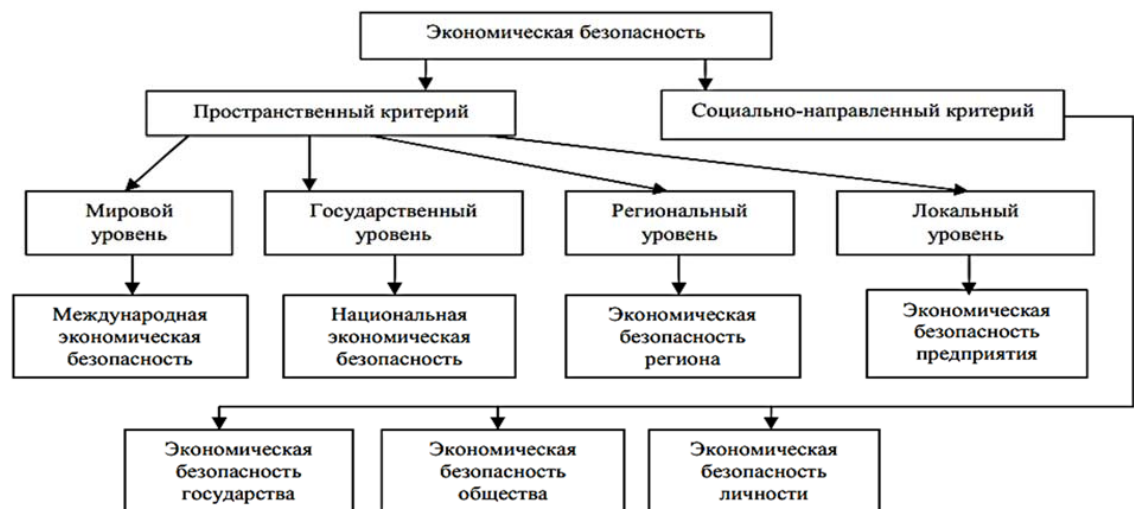 Экономическая безопасность
Пространственный критерий
Социально-направленный критерий
Мировой
уровень
Государственный
уровень
Региональный
уровень
Локальный
уровень
Международная
экономическая
безопасность
Национальная
экономическая
безопасность
Экономическая
безопасность
региона
Экономическая
безопасность
предприятия
Экономическая
безопасность
государства
Экономическая
безопасность
общества
Экономическая
безопасность
личности